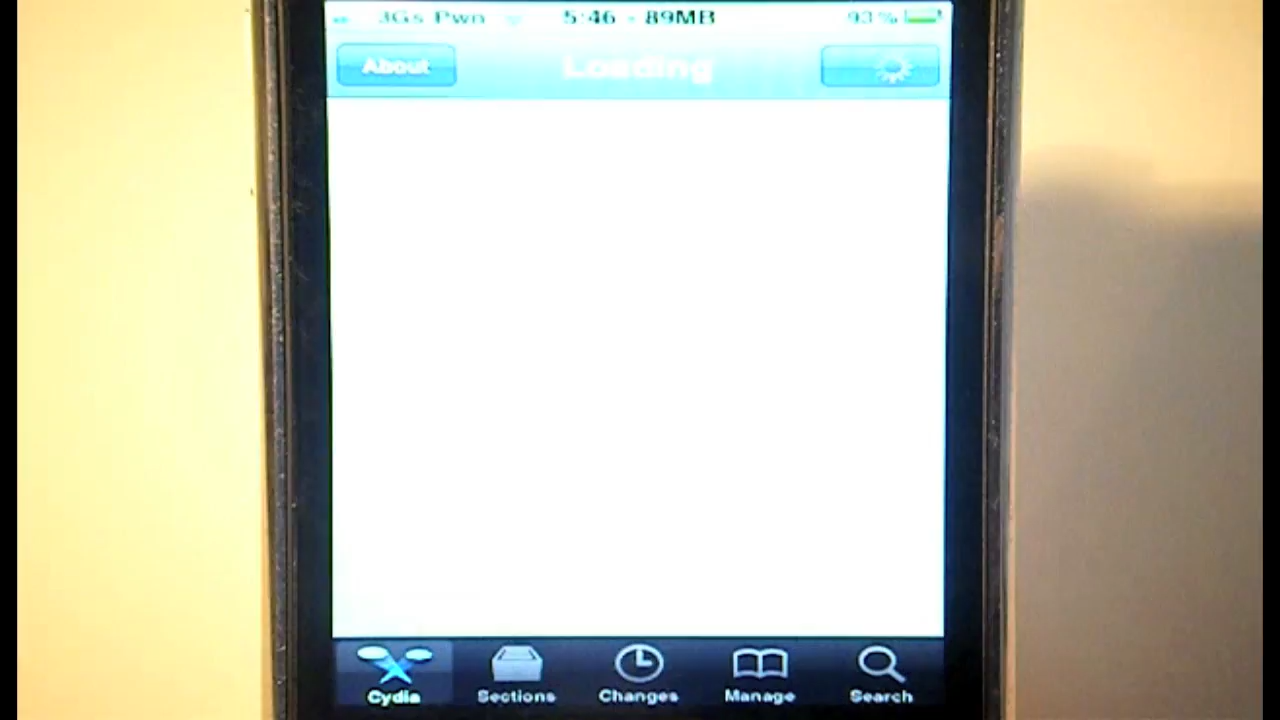 3Gs Pwn 5:46 - 89MB 93%
About Loading
Cydia Sections Changes Manage Search